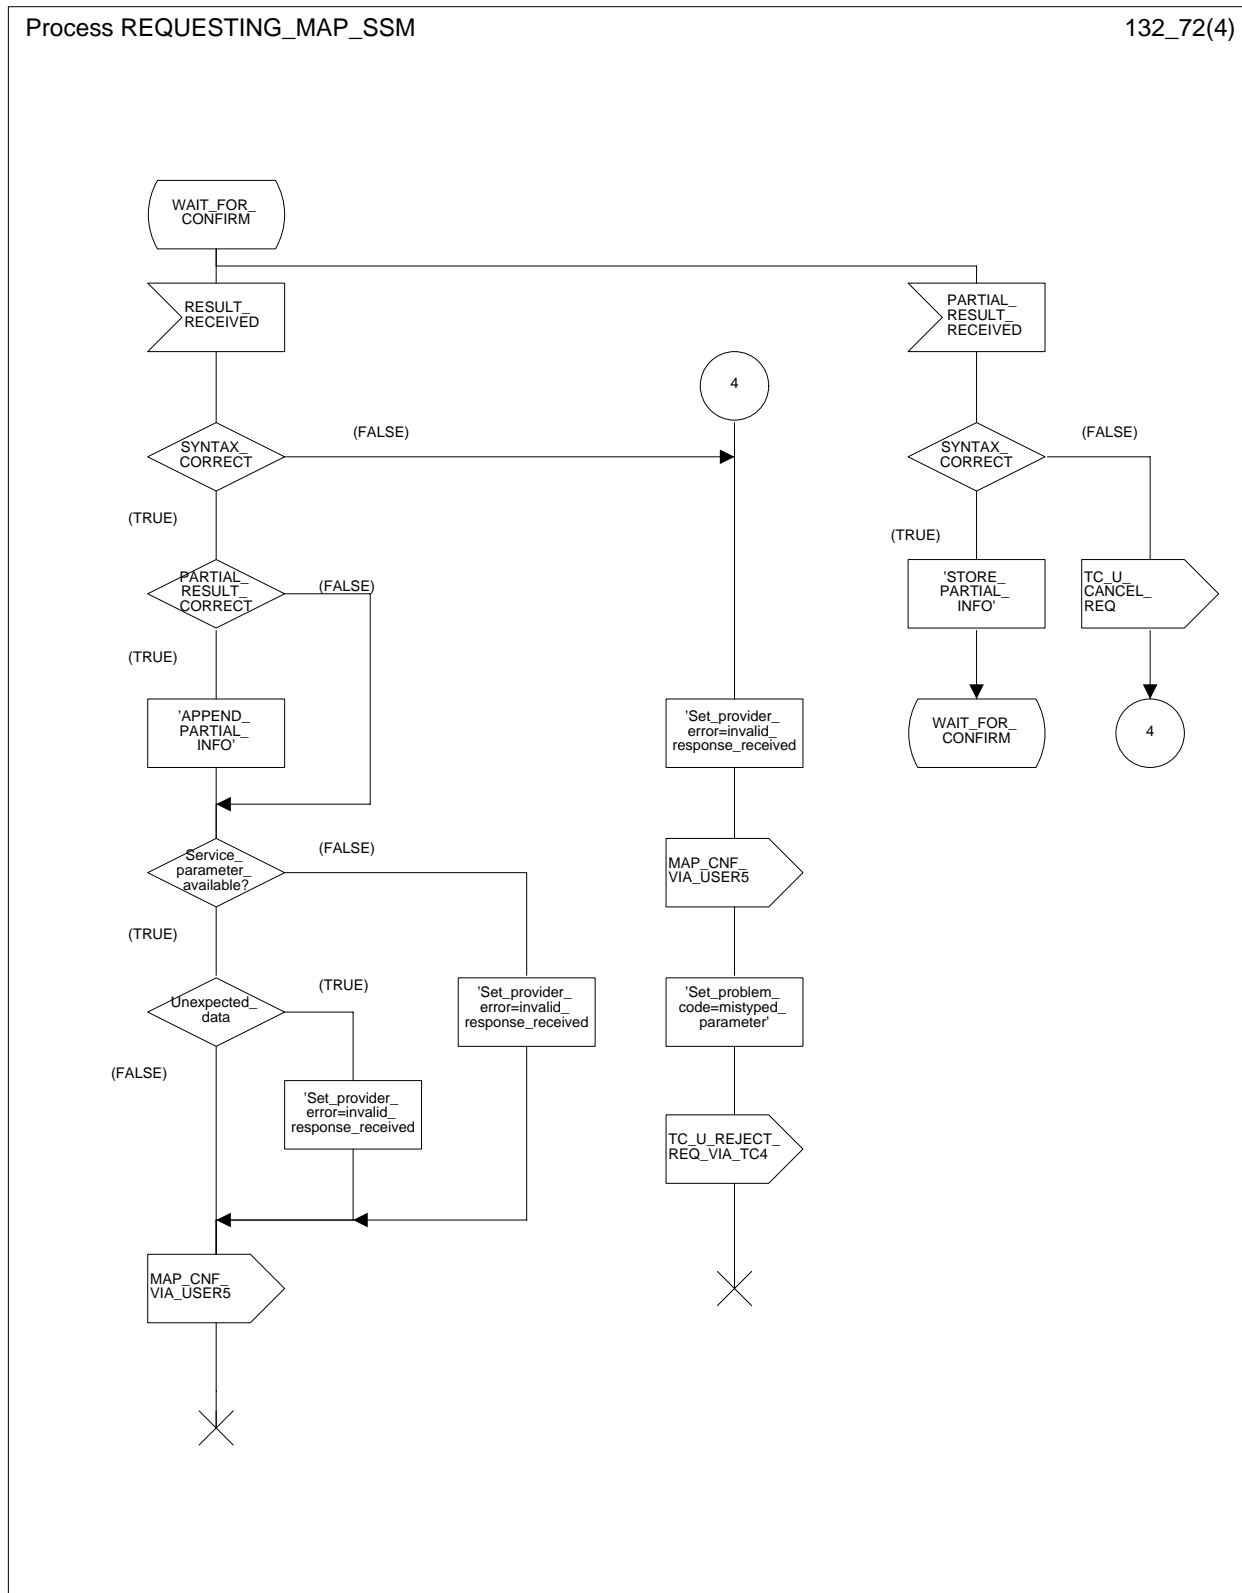 Process REQUESTING_MAP_SSM
132_72(4)
WAIT_FOR_
CONFIRM
RESULT_
RECEIVED
PARTIAL_
RESULT_
RECEIVED
4
SYNTAX_
CORRECT
(FALSE)
SYNTAX_
CORRECT
(FALSE)
(TRUE)
(TRUE)
PARTIAL_
RESULT_
CORRECT
(FALSE)
'STORE_
PARTIAL_
INFO'
TC_U_
CANCEL_
REQ
(TRUE)
'APPEND_
PARTIAL_
INFO'
'Set_provider_
error=invalid_
response_received
WAIT_FOR_
CONFIRM
4
Service_
parameter_
available?
(FALSE)
MAP_CNF_
VIA_USER5
(TRUE)
Unexpected_
data
(TRUE)
'Set_provider_
error=invalid_
response_received
'Set_problem_
code=mistyped_
parameter'
(FALSE)
'Set_provider_
error=invalid_
response_received
TC_U_REJECT_
REQ_VIA_TC4
MAP_CNF_
VIA_USER5